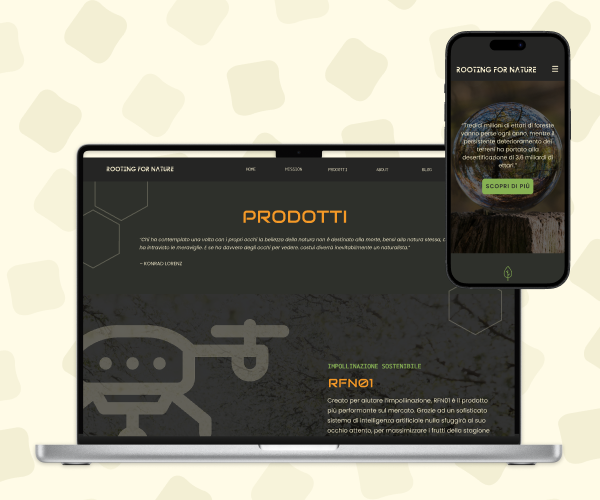 ROOTING FOR NATURE
HOME MISSION PRODOTTI ABOUT BLOG
PRODOTTI
"Chi ha contemplato una volta con i propri occhi la bellezza della natura non è destinato alla morte, bensì alla natura stessa, c
ha intravisto le meraviglie. E se ha davvero degli occhi per vedere, costui diverrà inevitabilmente un naturalista."
– KONRAD LORENZ
IMPOLLINAZIONE SOSTENIBILE
RFN01
Creato per aiutare l'impollinazione, RFN01 è il prodotto
più performante sul mercato. Grazie ad un sofisticato
sistema di intelligenza artificiale nulla sfuggirà al suo
occhio attento, per massimizzare i frutti della stagione
ROOTING FOR NATURE
"Tredici milioni di ettari di foreste
vanno perse ogni anno, mentre il
persistente deterioramento dei
terreni ha portato alla
desertificazione di 3,6 miliardi di
ettari."
SCOPRI DI PIÙ